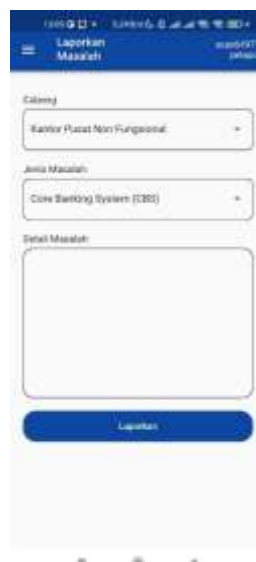 Laporkan
Masalah
Cabang
Kantor Pusat Non Fungsional
Jenis Masalah
Core Banking System (CBS)
Detail Masalah
Laporkan